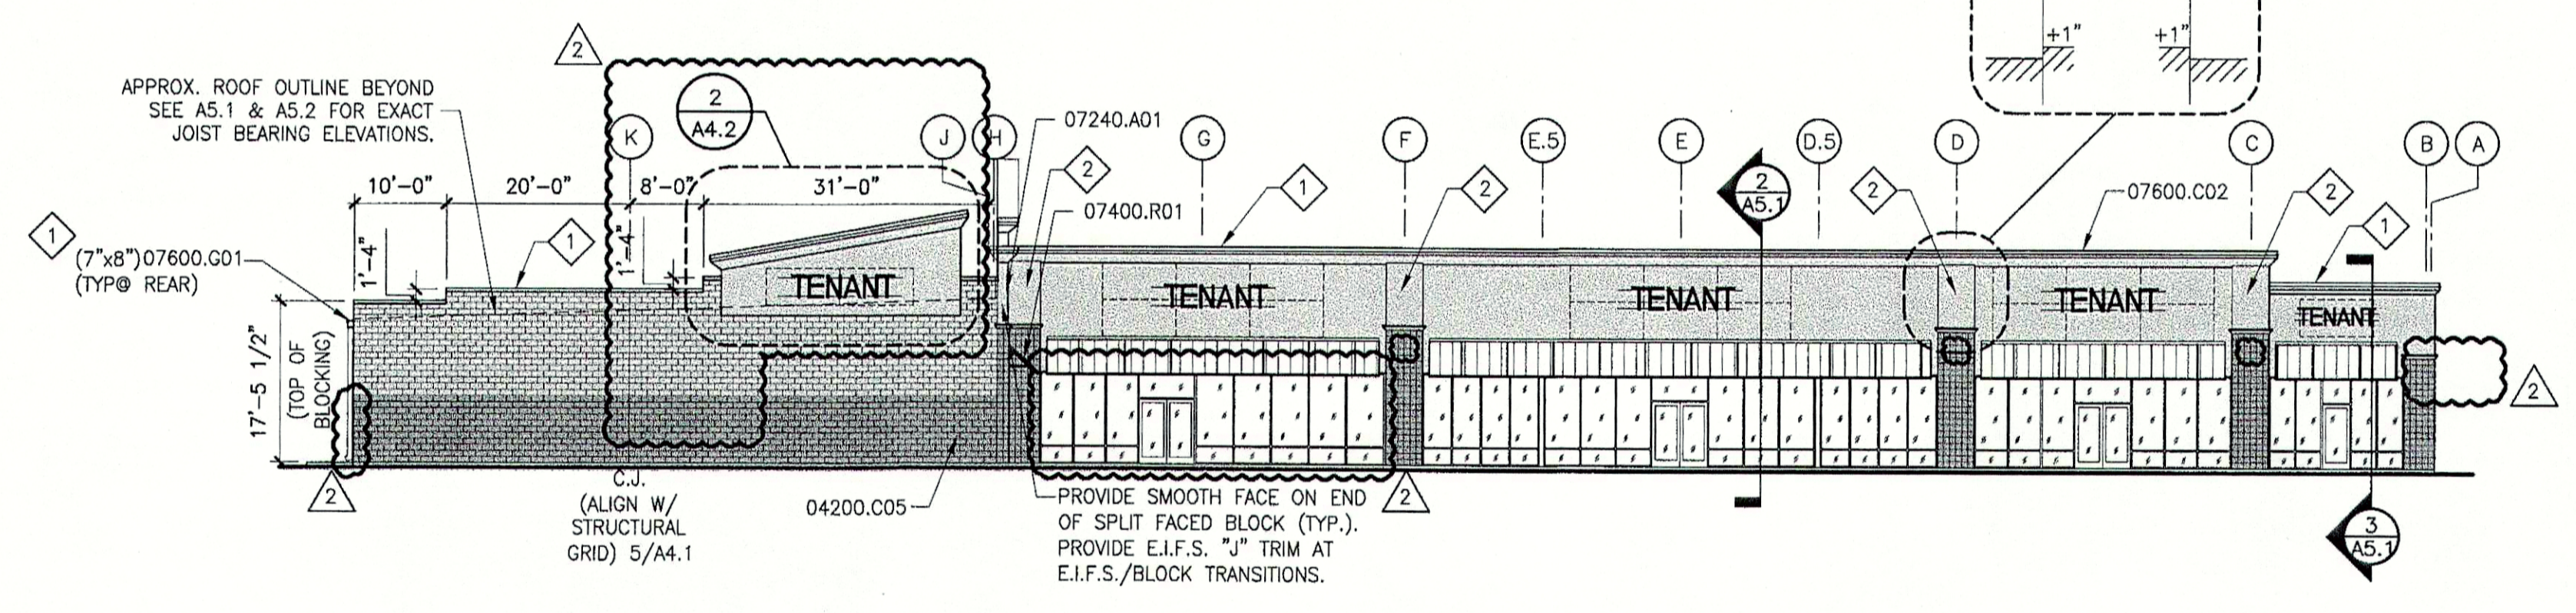 +1"
+1"
2
APPROX. ROOF OUTLINE BEYOND
SEE A5.1 & A5.2 FOR EXACT
JOIST BEARING ELEVATIONS.
2
A4.2
K
J
H
07240.A01
G
F
E.5
E
D.5
D
C
B
A
10'-0"
20'-0"
8'-0"
31'-0"
2
07400.R01
1
2
2
A5.1
2
07600.C02
2
1
1
(7"x8")07600.G01
(TYP@ REAR)
1'-4"
1
1'-4"
TENANT
TENANT
TENANT
TENANT
TENANT
17'-5 1/2"
(TOP OF
BLOCKING)
2
2
2
C.J.
(ALIGN W/
STRUCTURAL
GRID) 5/A4.1
04200.C05
PROVIDE SMOOTH FACE ON END
OF SPLIT FACED BLOCK (TYP.).
PROVIDE E.I.F.S. "J" TRIM AT
E.I.F.S./BLOCK TRANSITIONS.
3
A5.1